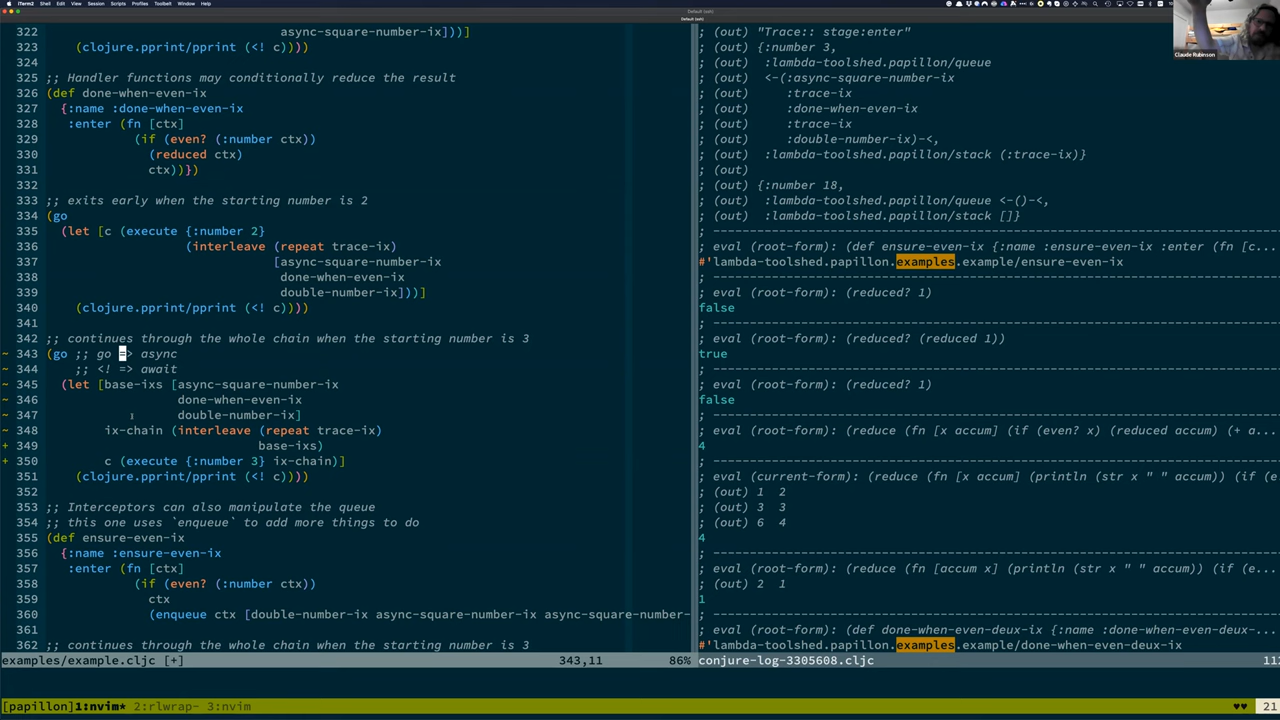 iTerm2 Shell Edit View Session Scripts Profiles Toolbelt Window Help
Default (ssh)
Default (ssh)
Claude Rubinson
322                               async-square-number-ix]))]
323     (clojure.pprint/pprint (<! c))))
324
325 ;; Handler functions may conditionally reduce the result
326 (def done-when-even-ix
327   {:name :done-when-even-ix
328    :enter (fn [ctx]
329             (if (even? (:number ctx))
330               (reduced ctx)
331               ctx))})
332
333 ;; exits early when the starting number is 2
334 (go
335   (let [c (execute {:number 2}
336                    (interleave (repeat trace-ix)
337                                [async-square-number-ix
338                                 done-when-even-ix
339                                 double-number-ix]))]
340     (clojure.pprint/pprint (<! c))))
341
342 ;; continues through the whole chain when the starting number is 3
~ 343 (go ;; go => async
~ 344     ;; <! => await
~ 345   (let [base-ixs [async-square-number-ix
~ 346                   done-when-even-ix
~ 347                   double-number-ix]
~ 348         ix-chain (interleave (repeat trace-ix)
+ 349                              base-ixs)
+ 350         c (execute {:number 3} ix-chain)]
351     (clojure.pprint/pprint (<! c))))
352
353 ;; Interceptors can also manipulate the queue
354 ;; this one uses `enqueue` to add more things to do
355 (def ensure-even-ix
356   {:name :ensure-even-ix
357    :enter (fn [ctx]
358             (if (even? (:number ctx))
359               ctx
360               (enqueue ctx [double-number-ix async-square-number-ix async-square-number-
361
362 ;; continues through the whole chain when the starting number is 3
examples/example.cljc [+] 343,11 86%
; (out) "Trace:: stage:enter"
; (out) {:number 3,
; (out)  :lambda-toolshed.papillon/queue
; (out)  <-(:async-square-number-ix
; (out)     :trace-ix
; (out)     :done-when-even-ix
; (out)     :trace-ix
; (out)     :double-number-ix)-<,
; (out)  :lambda-toolshed.papillon/stack (:trace-ix)}
; (out)
; (out) {:number 18,
; (out)  :lambda-toolshed.papillon/queue <-()-<,
; (out)  :lambda-toolshed.papillon/stack []}
; --------------------------------------------------------------------------------
; eval (root-form): (def ensure-even-ix {:name :ensure-even-ix :enter (fn [c...
#'lambda-toolshed.papillon.examples.example/ensure-even-ix
; --------------------------------------------------------------------------------
; eval (root-form): (reduced? 1)
false
; --------------------------------------------------------------------------------
; eval (root-form): (reduced? (reduced 1))
true
; --------------------------------------------------------------------------------
; eval (root-form): (reduced? 1)
false
; --------------------------------------------------------------------------------
; eval (root-form): (reduce (fn [x accum] (if (even? x) (reduced accum) (+ a...
4
; --------------------------------------------------------------------------------
; eval (current-form): (reduce (fn [x accum] (println (str x " " accum)) (if (e...
; (out) 1  2
; (out) 3  3
; (out) 6  4
4
; --------------------------------------------------------------------------------
; eval (root-form): (reduce (fn [accum x] (println (str x " " accum)) (if (e...
; (out) 2  1
1
; --------------------------------------------------------------------------------
; eval (root-form): (def done-when-even-deux-ix {:name :done-when-even-deux-...
#'lambda-toolshed.papillon.examples.example/done-when-even-deux-ix
conjure-log-3305608.cljc
[papillon]1:nvim* 2:rlwrap- 3:nvim ♥♥ 21